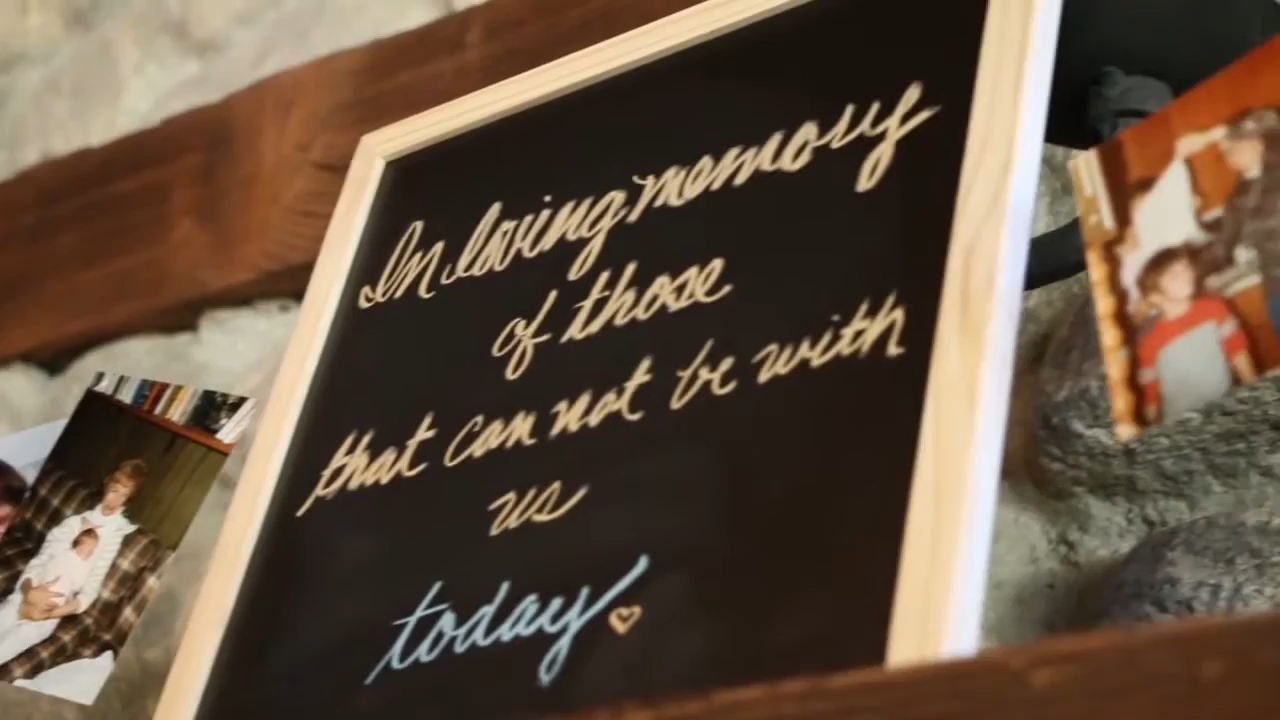 In loving memory
of those
that can not be with
us
today ♡